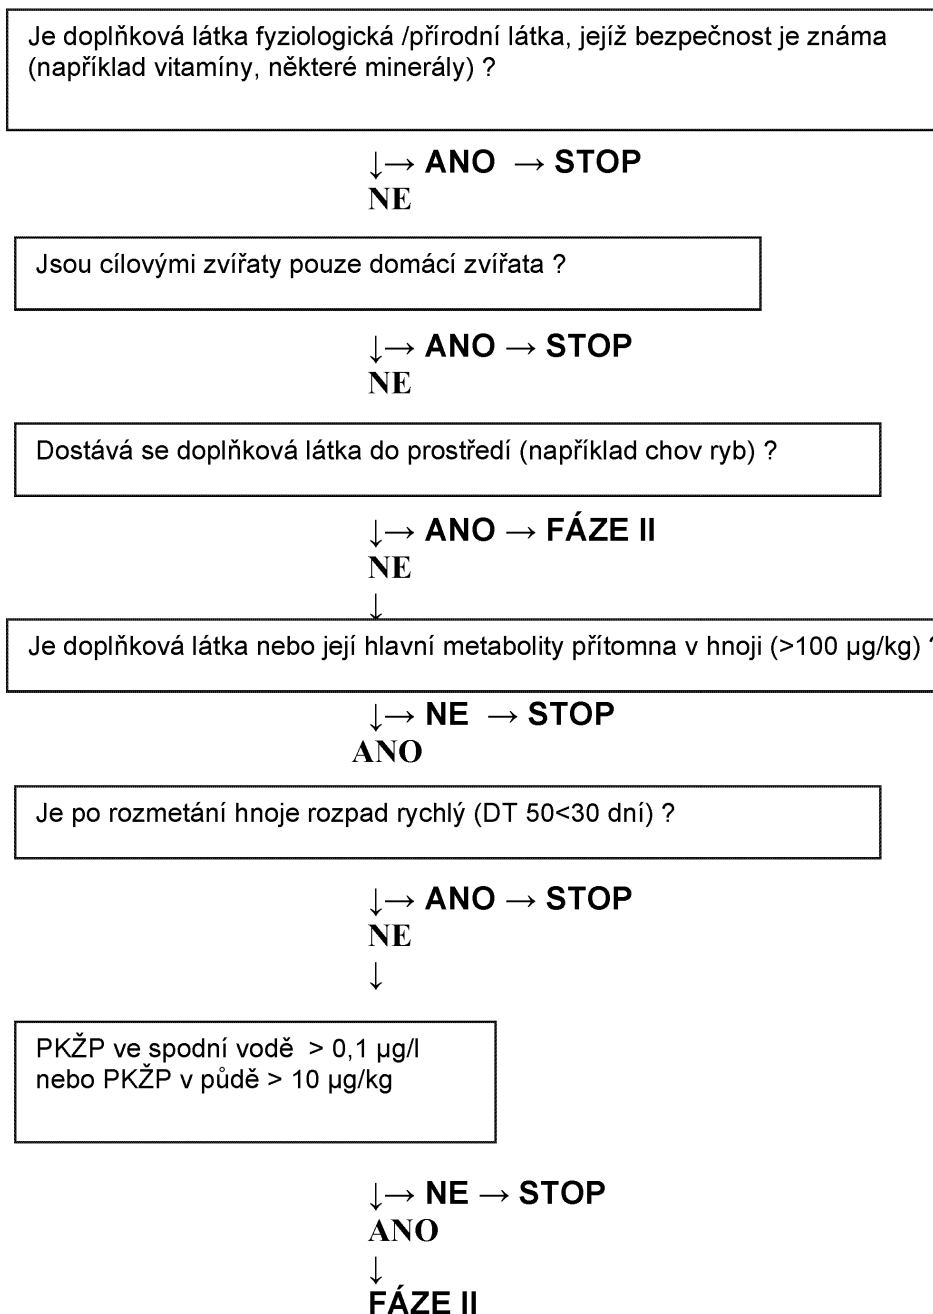 Je doplňková látka fyziologická /přírodní látka, jejíž bezpečnost je známa
(například vitamíny, některé minerály) ?
↓→ ANO → STOP
NE
Jsou cílovými zvířaty pouze domácí zvířata ?
↓→ ANO → STOP
NE
Dostává se doplňková látka do prostředí (například chov ryb) ?
↓→ ANO → FÁZE II
NE
↓
Je doplňková látka nebo její hlavní metabolity přítomna v hnoji (>100 µg/kg) ?
↓→ NE → STOP
ANO
Je po rozmetání hnoje rozpad rychlý (DT 50<30 dní) ?
↓→ ANO → STOP
NE
↓
PKŽP ve spodní vodě > 0,1 µg/l
nebo PKŽP v půdě > 10 µg/kg
↓→ NE → STOP
ANO
↓
FÁZE II